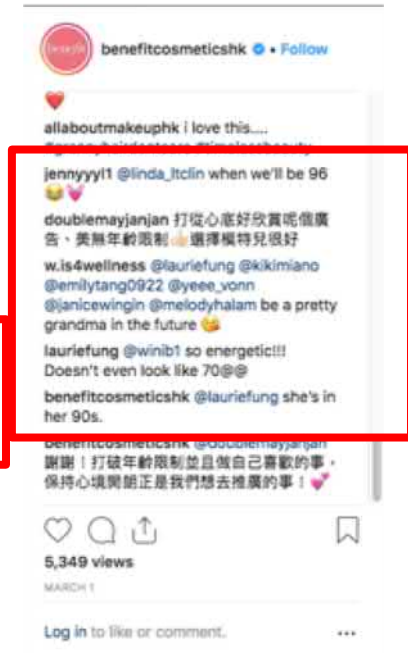 benefitcosmeticshk • Follow
❤️
allaboutmakeuphk i love this....
jennyyyl1 @linda_ltclin when we'll be 96
😂💓
doublemayjanjan 打從心底好欣賞呢個廣
告、美無年齡限制👍🏻選擇模特兒很好
w.is4wellness @lauriefung @kikimiano
@emilytang0922 @yeee_vonn
@janicewingin @melodyhalam be a pretty
grandma in the future 😘
lauriefung @winib1 so energetic!!!
Doesn't even look like 70@@
benefitcosmeticshk @lauriefung she's in
her 90s.
benefitcosmeticshk @doublemayjanjan
謝謝！打破年齡限制並且做自己喜歡的事，
保持心境開朗正是我們想去推廣的事！💕
5,349 views
MARCH 1
Log in to like or comment.